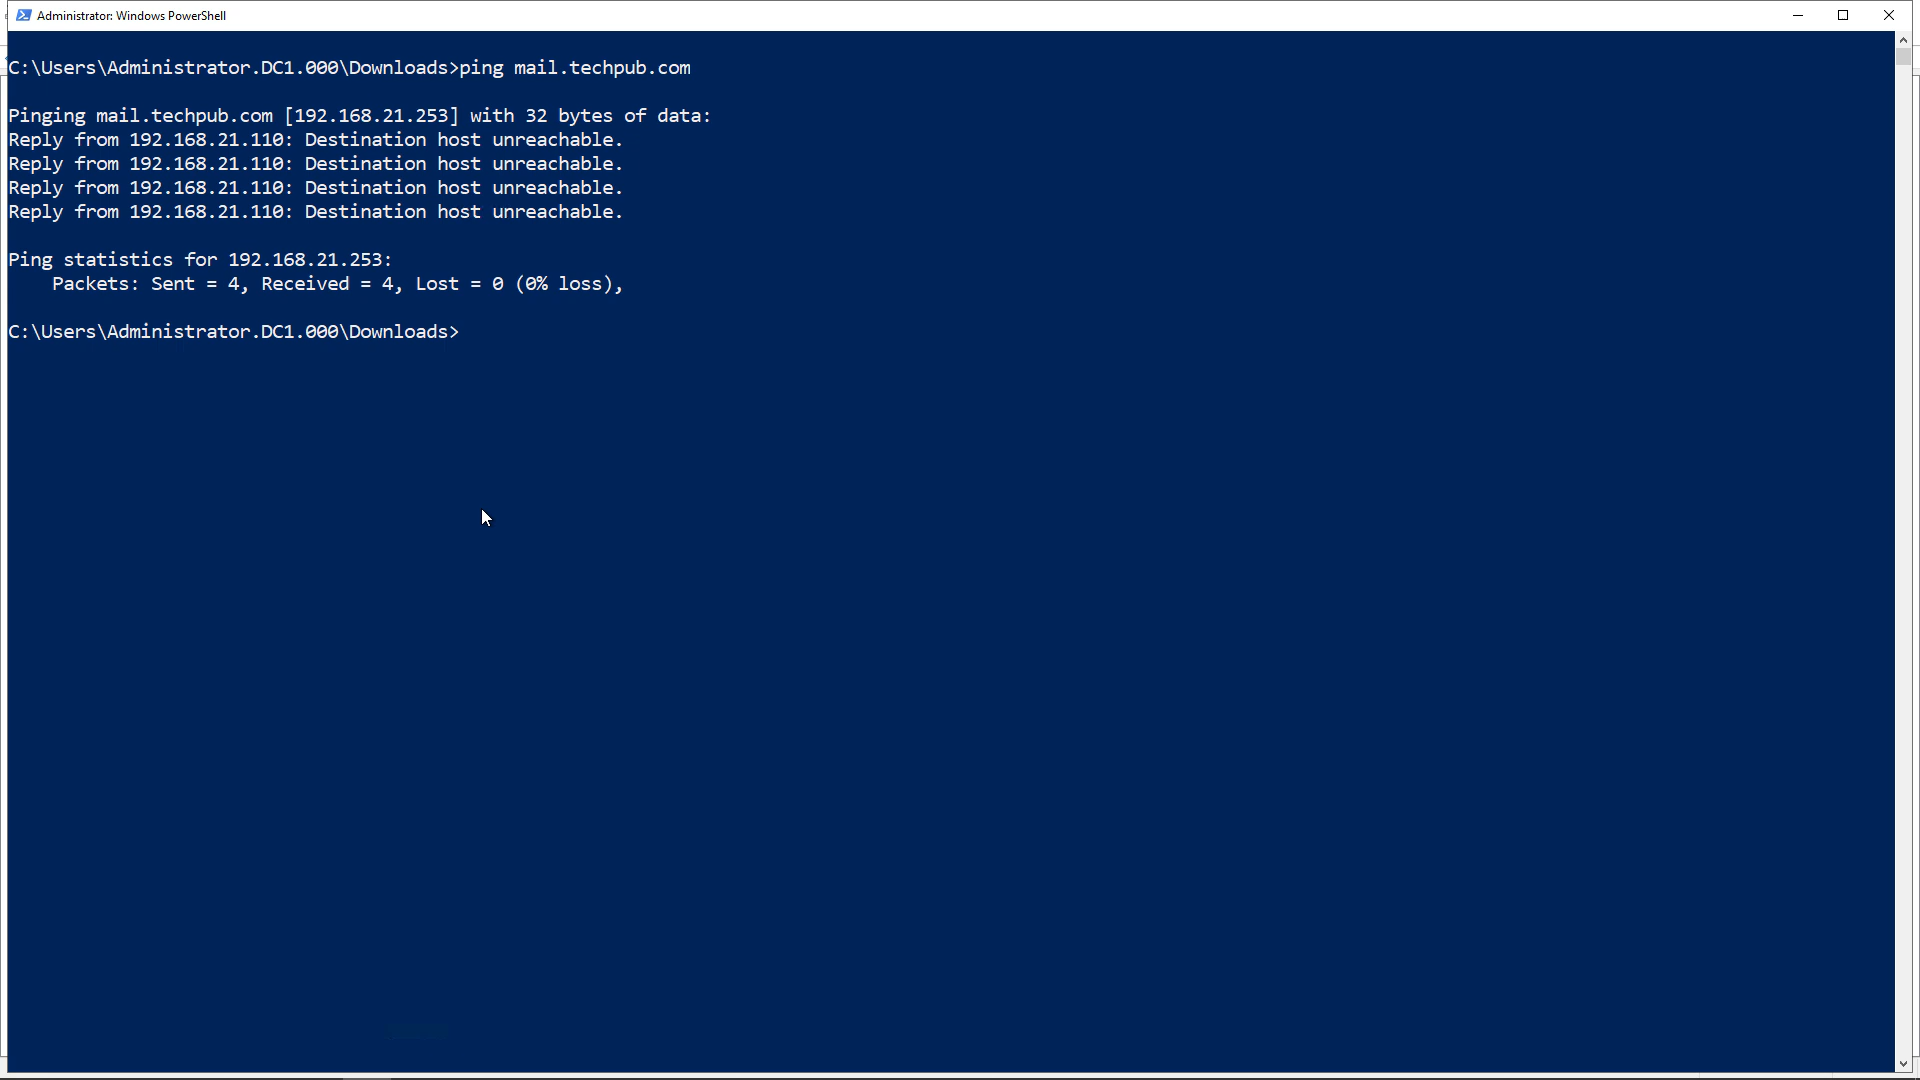 Administrator: Windows PowerShell
C:\Users\Administrator.DC1.000\Downloads>ping mail.techpub.com
Pinging mail.techpub.com [192.168.21.253] with 32 bytes of data:
Reply from 192.168.21.110: Destination host unreachable.
Reply from 192.168.21.110: Destination host unreachable.
Reply from 192.168.21.110: Destination host unreachable.
Reply from 192.168.21.110: Destination host unreachable.
Ping statistics for 192.168.21.253:
    Packets: Sent = 4, Received = 4, Lost = 0 (0% loss),
C:\Users\Administrator.DC1.000\Downloads>